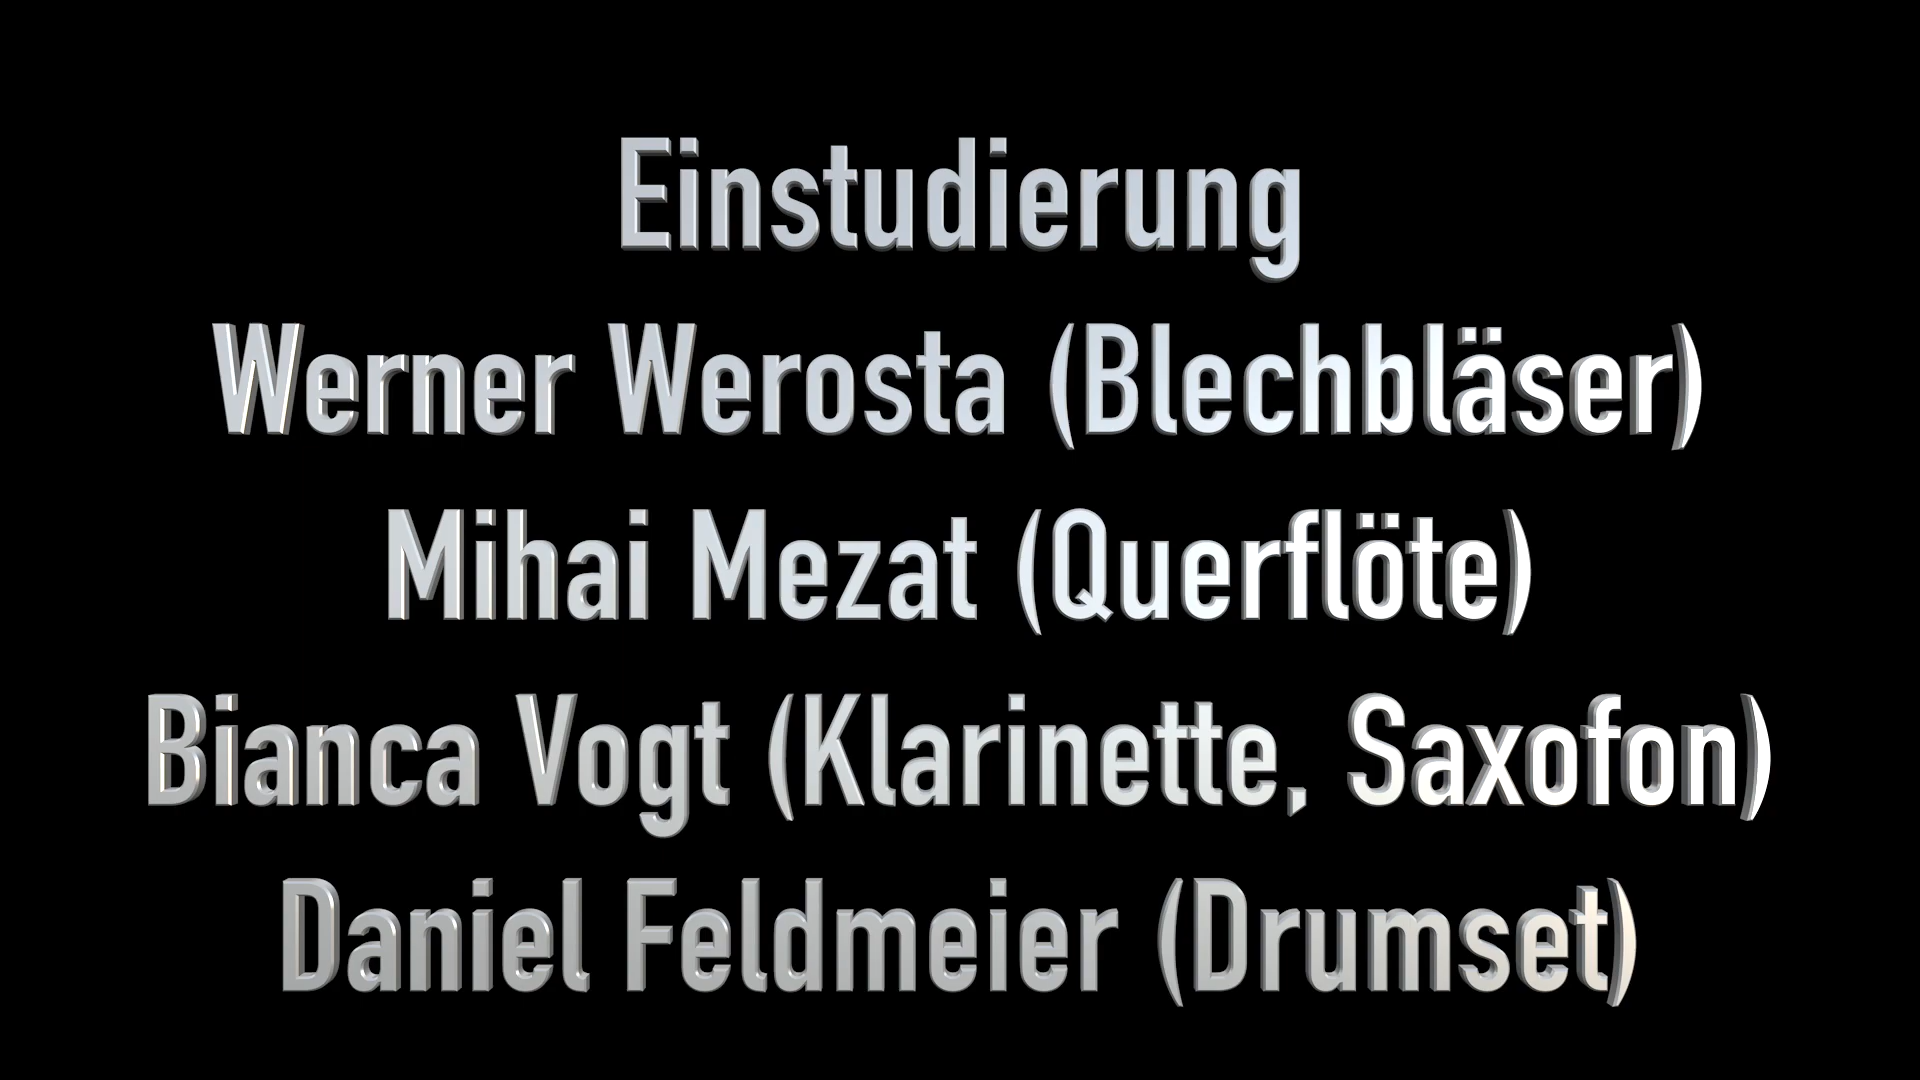 Einstudierung
Werner Werosta (Blechbläser)
Mihai Mezat (Querflöte)
Bianca Vogt (Klarinette, Saxofon)
Daniel Feldmeier (Drumset)